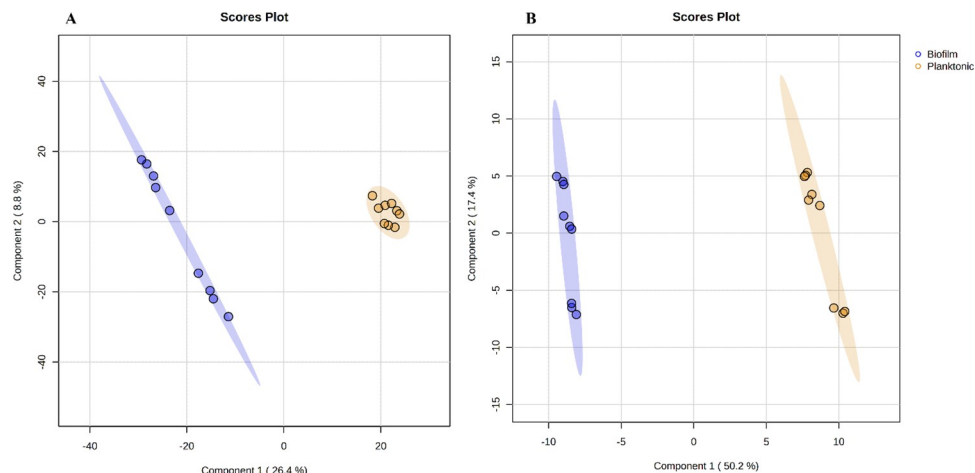 A
Scores Plot
Component 2 ( 8.8 %)
40
20
0
-20
-40
-40
-20
0
20
Component 1 ( 26.4 %)
B
Scores Plot
Component 2 ( 17.4 %)
15
10
5
0
-5
-10
-15
-10
-5
0
5
10
Component 1 ( 50.2 %)
Biofilm
Planktonic